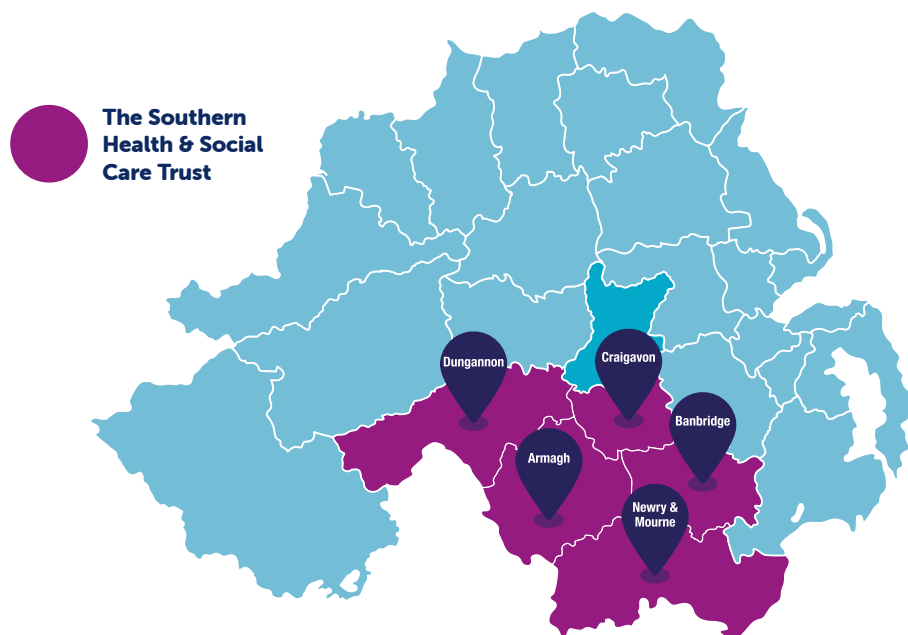 The Southern
Health & Social
Care Trust
Dungannon
Craigavon
Banbridge
Armagh
Newry &
Mourne